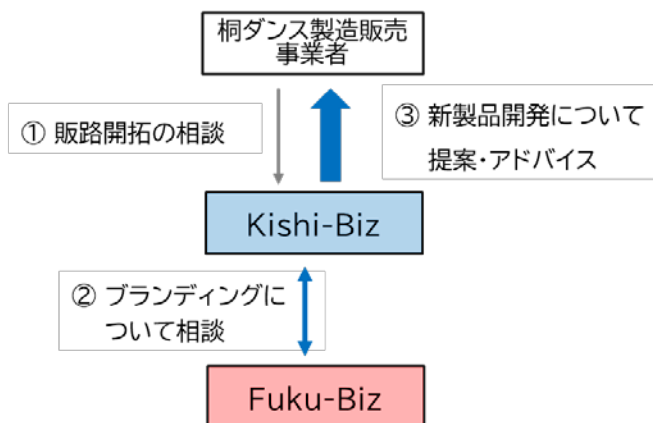 桐ダンス製造販売
事業者
① 販路開拓の相談
③ 新製品開発について
提案・アドバイス
Kishi-Biz
② ブランディングに
ついて相談
Fuku-Biz